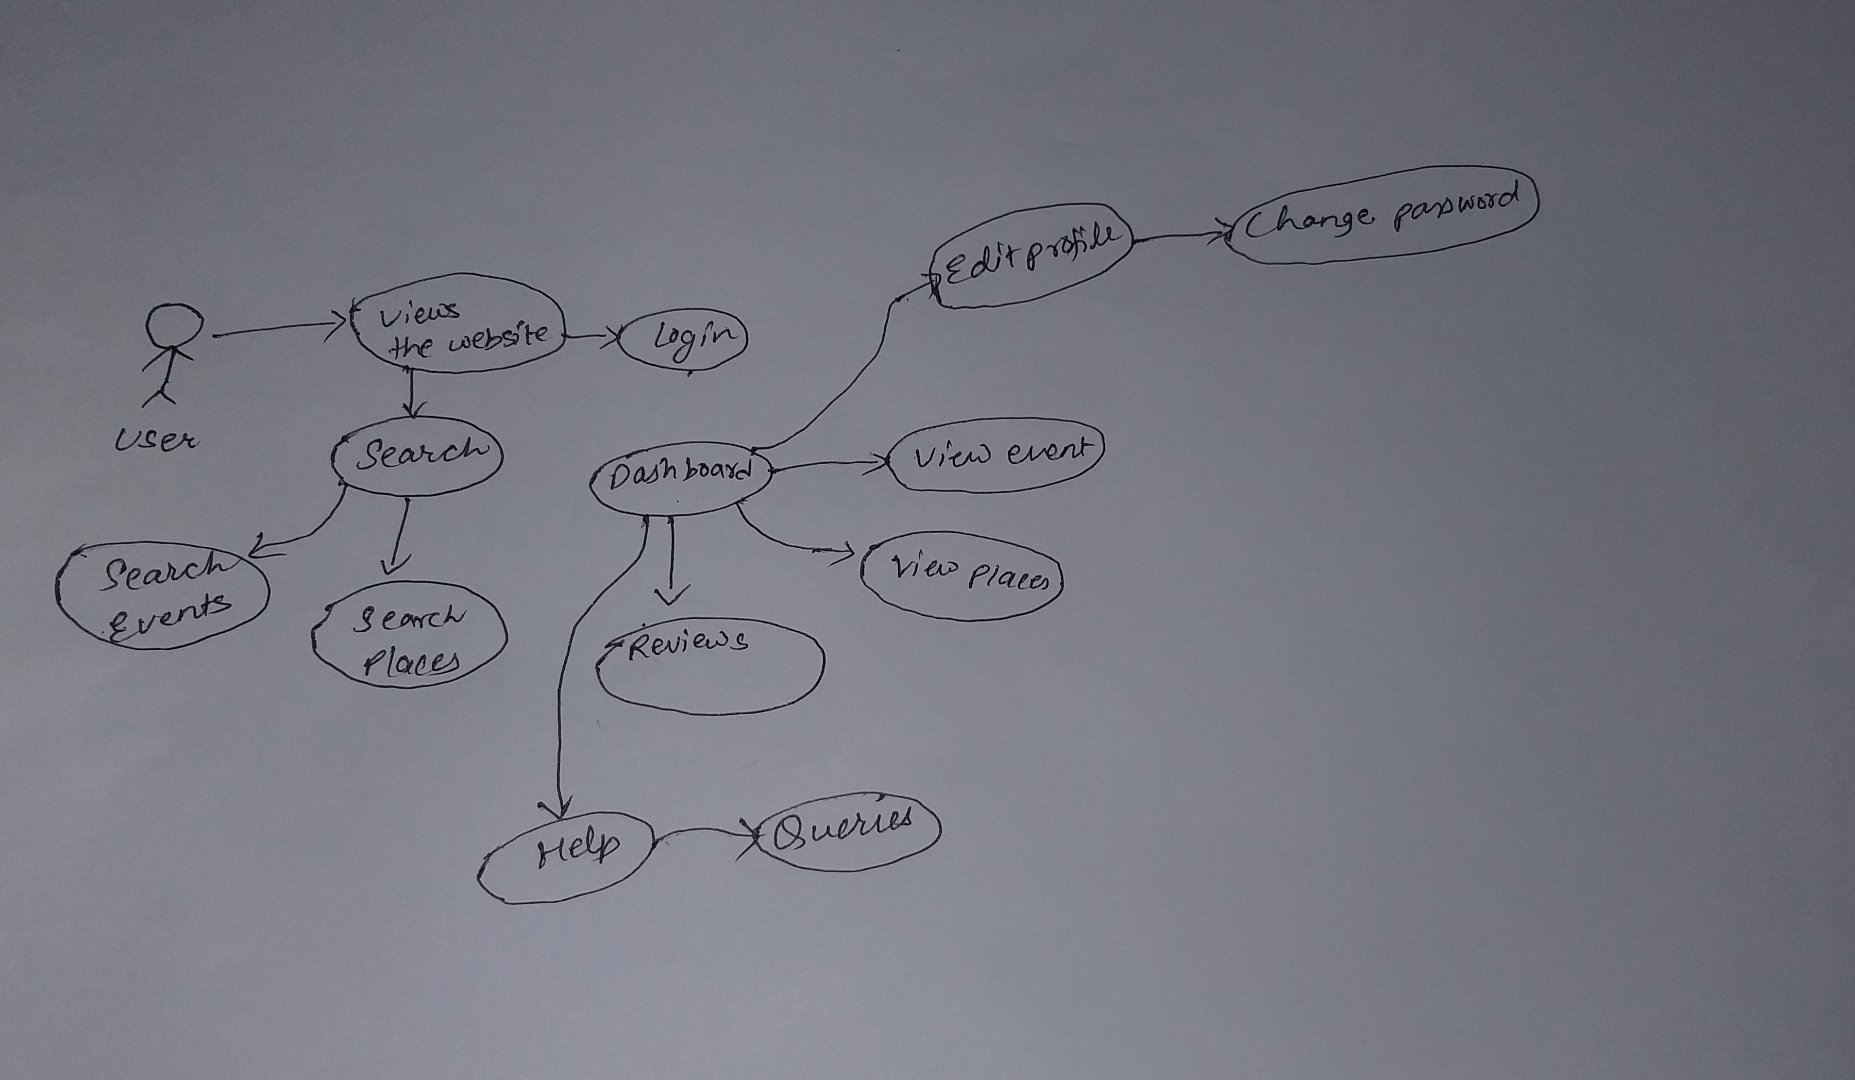 Change password
Edit profile
Views
the website
Login
User
Search
Dashboard
View event
Search
Events
View places
Search
Places
Reviews
Help
Queries